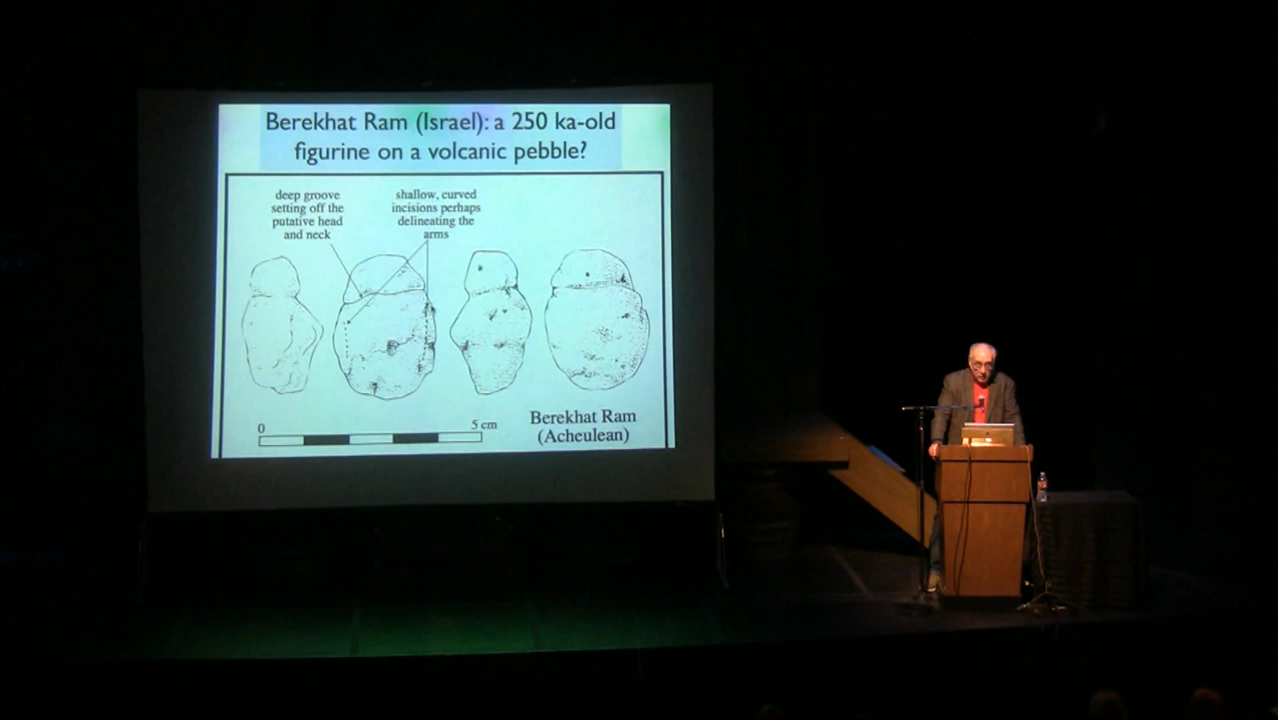 Berekhat Ram (Israel): a 250 ka-old
figurine on a volcanic pebble?
deep groove
setting off the
putative head
and neck
shallow, curved
incisions perhaps
delineating the
arms
0
5 cm
Berekhat Ram
(Acheulean)